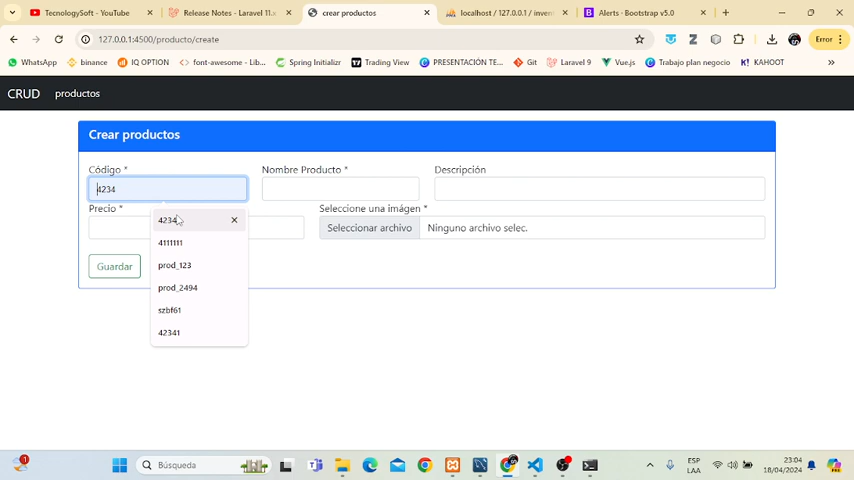 TecnologySoft - YouTube
Release Notes - Laravel 11.x
crear productos
localhost / 127.0.0.1 / inven
Alerts · Bootstrap v5.0
127.0.0.1:4500/producto/create
Error
WhatsApp
binance
IQ OPTION
font-awesome - Lib...
Spring Initializr
Trading View
PRESENTACIÓN TE...
Git
Laravel 9
Vue.js
Trabajo plan negocio
K! KAHOOT
CRUD
productos
Crear productos
Código *
Nombre Producto *
Descripción
4234
Precio *
Seleccione una imágen *
Seleccionar archivo
Ninguno archivo selec.
Guardar
4234
4111111
prod_123
prod_2494
szbf61
42341
Búsqueda
ESP
LAA
23:04
18/04/2024